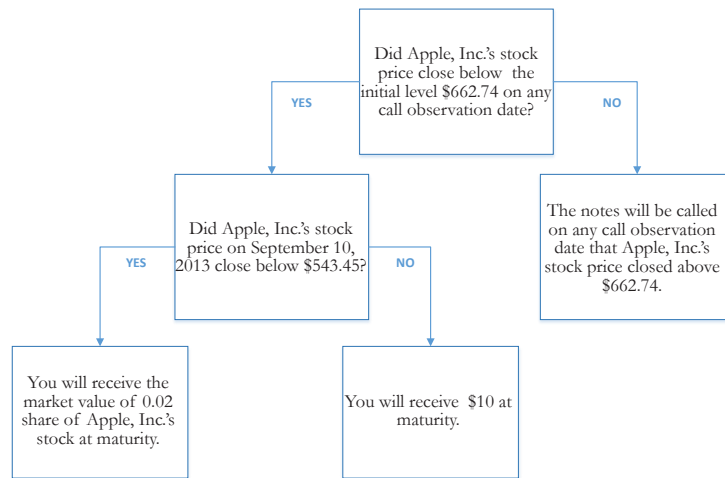 Did Apple, Inc.'s stock
price close below the
initial level $662.74 on any
call observation date?
YES
NO
Did Apple, Inc.'s stock
price on September 10,
2013 close below $543.45?
The notes will be called
on any call observation
date that Apple, Inc.'s
stock price closed above
$662.74.
YES
NO
You will receive the
market value of 0.02
share of Apple, Inc.'s
stock at maturity.
You will receive $10 at
maturity.